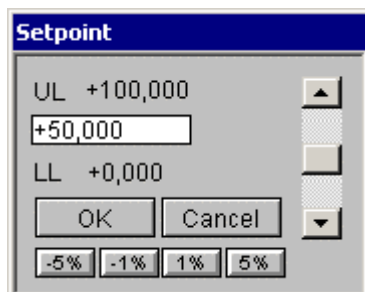 Setpoint
UL +100,000
+50,000
LL +0,000
OK Cancel
-5% -1% 1% 5%